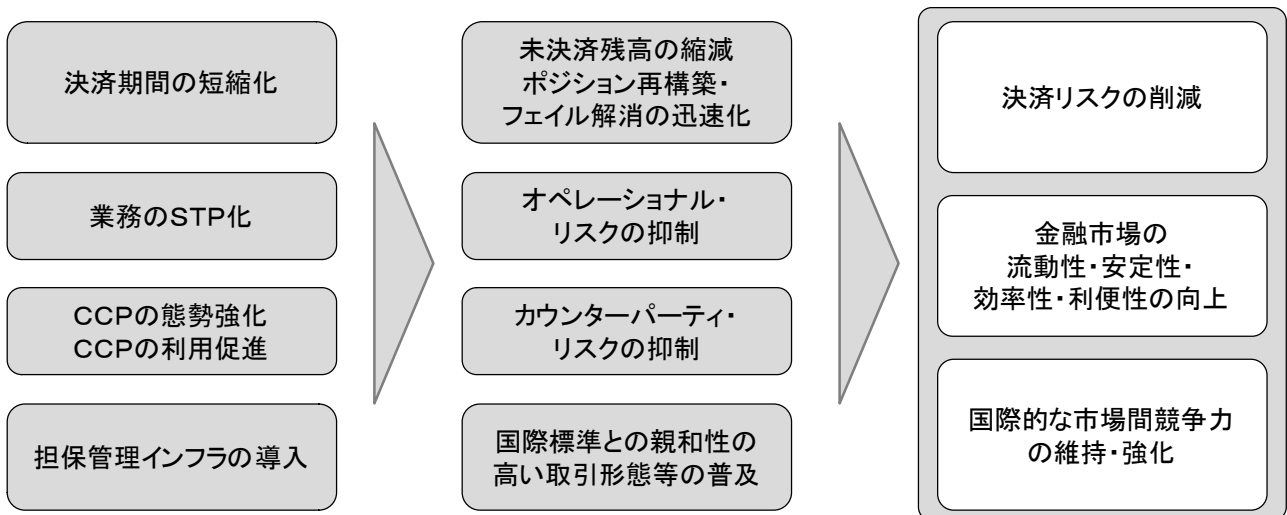 決済期間の短縮化
業務のSTP化
CCPの態勢強化
CCPの利用促進
担保管理インフラの導入
未決済残高の縮減
ポジション再構築・
フェイル解消の迅速化
オペレーショナル・
リスクの抑制
カウンターパーティ・
リスクの抑制
国際標準との親和性の
高い取引形態等の普及
決済リスクの削減
金融市場の
流動性・安定性・
効率性・利便性の向上
国際的な市場間競争力
の維持・強化